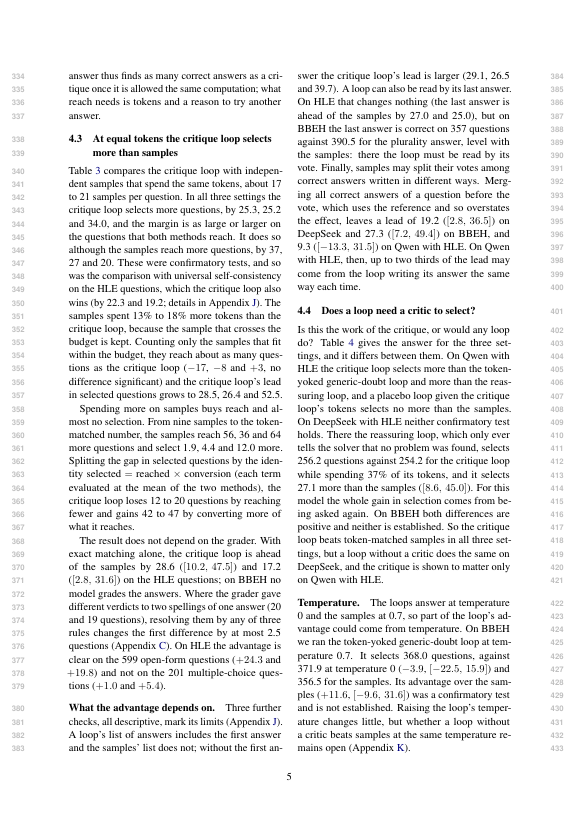 334 answer thus finds as many correct answers as a cri-
335 tique once it is allowed the same computation; what
336 reach needs is tokens and a reason to try another
337 answer.
338 4.3 At equal tokens the critique loop selects
339 more than samples
340 Table 3 compares the critique loop with indepen-
341 dent samples that spend the same tokens, about 17
342 to 21 samples per question. In all three settings the
343 critique loop selects more questions, by 25.3, 25.2
344 and 34.0, and the margin is as large or larger on
345 the questions that both methods reach. It does so
346 although the samples reach more questions, by 37,
347 27 and 20. These were confirmatory tests, and so
348 was the comparison with universal self-consistency
349 on the HLE questions, which the critique loop also
350 wins (by 22.3 and 19.2; details in Appendix J). The
351 samples spent 13% to 18% more tokens than the
352 critique loop, because the sample that crosses the
353 budget is kept. Counting only the samples that fit
354 within the budget, they reach about as many ques-
355 tions as the critique loop (−17, −8 and +3, no
356 difference significant) and the critique loop's lead
357 in selected questions grows to 28.5, 26.4 and 52.5.
358 Spending more on samples buys reach and al-
359 most no selection. From nine samples to the token-
360 matched number, the samples reach 56, 36 and 64
361 more questions and select 1.9, 4.4 and 12.0 more.
362 Splitting the gap in selected questions by the iden-
363 tity selected = reached × conversion (each term
364 evaluated at the mean of the two methods), the
365 critique loop loses 12 to 20 questions by reaching
366 fewer and gains 42 to 47 by converting more of
367 what it reaches.
368 The result does not depend on the grader. With
369 exact matching alone, the critique loop is ahead
370 of the samples by 28.6 ([10.2, 47.5]) and 17.2
371 ([2.8, 31.6]) on the HLE questions; on BBEH no
372 model grades the answers. Where the grader gave
373 different verdicts to two spellings of one answer (20
374 and 19 questions), resolving them by any of three
375 rules changes the first difference by at most 2.5
376 questions (Appendix C). On HLE the advantage is
377 clear on the 599 open-form questions (+24.3 and
378 +19.8) and not on the 201 multiple-choice ques-
379 tions (+1.0 and +5.4).
380 What the advantage depends on. Three further
381 checks, all descriptive, mark its limits (Appendix J).
382 A loop's list of answers includes the first answer
383 and the samples' list does not; without the first an-
384 swer the critique loop's lead is larger (29.1, 26.5
385 and 39.7). A loop can also be read by its last answer.
386 On HLE that changes nothing (the last answer is
387 ahead of the samples by 27.0 and 25.0), but on
388 BBEH the last answer is correct on 357 questions
389 against 390.5 for the plurality answer, level with
390 the samples: there the loop must be read by its
391 vote. Finally, samples may split their votes among
392 correct answers written in different ways. Merg-
393 ing all correct answers of a question before the
394 vote, which uses the reference and so overstates
395 the effect, leaves a lead of 19.2 ([2.8, 36.5]) on
396 DeepSeek and 27.3 ([7.2, 49.4]) on BBEH, and
397 9.3 ([−13.3, 31.5]) on Qwen with HLE. On Qwen
398 with HLE, then, up to two thirds of the lead may
399 come from the loop writing its answer the same
400 way each time.
401 4.4 Does a loop need a critic to select?
402 Is this the work of the critique, or would any loop
403 do? Table 4 gives the answer for the three set-
404 tings, and it differs between them. On Qwen with
405 HLE the critique loop selects more than the token-
406 yoked generic-doubt loop and more than the reas-
407 suring loop, and a placebo loop given the critique
408 loop's tokens selects no more than the samples.
409 On DeepSeek with HLE neither confirmatory test
410 holds. There the reassuring loop, which only ever
411 tells the solver that no problem was found, selects
412 256.2 questions against 254.2 for the critique loop
413 while spending 37% of its tokens, and it selects
414 27.1 more than the samples ([8.6, 45.0]). For this
415 model the whole gain in selection comes from be-
416 ing asked again. On BBEH both differences are
417 positive and neither is established. So the critique
418 loop beats token-matched samples in all three set-
419 tings, but a loop without a critic does the same on
420 DeepSeek, and the critique is shown to matter only
421 on Qwen with HLE.
422 Temperature. The loops answer at temperature
423 0 and the samples at 0.7, so part of the loop's ad-
424 vantage could come from temperature. On BBEH
425 we ran the token-yoked generic-doubt loop at tem-
426 perature 0.7. It selects 368.0 questions, against
427 371.9 at temperature 0 (−3.9, [−22.5, 15.9]) and
428 356.5 for the samples. Its advantage over the sam-
429 ples (+11.6, [−9.6, 31.6]) was a confirmatory test
430 and is not established. Raising the loop's temper-
431 ature changes little, but whether a loop without
432 a critic beats samples at the same temperature re-
433 mains open (Appendix K).
5